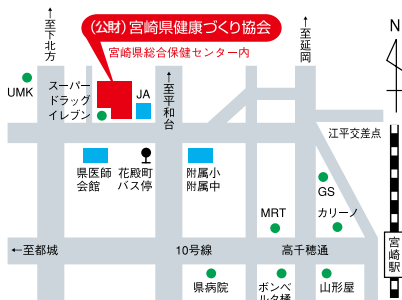 ↑至下北方
(公財)宮崎県健康づくり協会
宮崎県総合保健センター内
↑至延岡
N
UMK
スーパー
ドラッグ
イレブン
JA
↑至平和台
江平交差点
県医師
会館
花殿町
バス停
附属小
附属中
GS
MRT
カリーノ
←至都城
10号線
高千穂通
宮崎駅
県病院
ボンベ
ルタ橘
山形屋